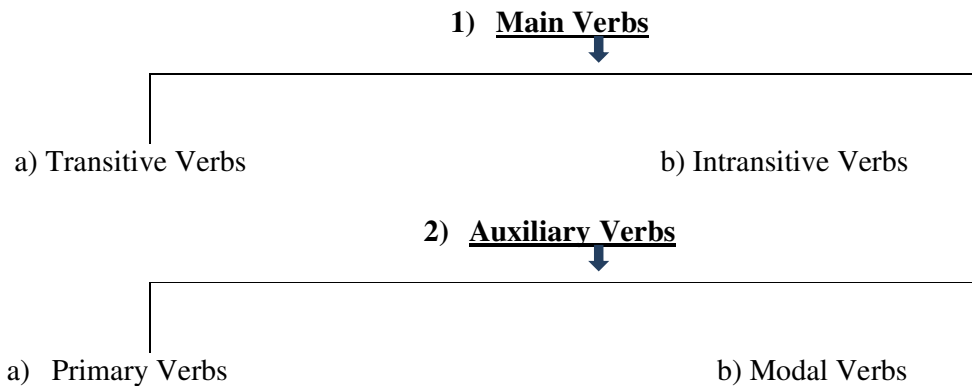 1) Main Verbs
a) Transitive Verbs b) Intransitive Verbs
2) Auxiliary Verbs
a) Primary Verbs b) Modal Verbs